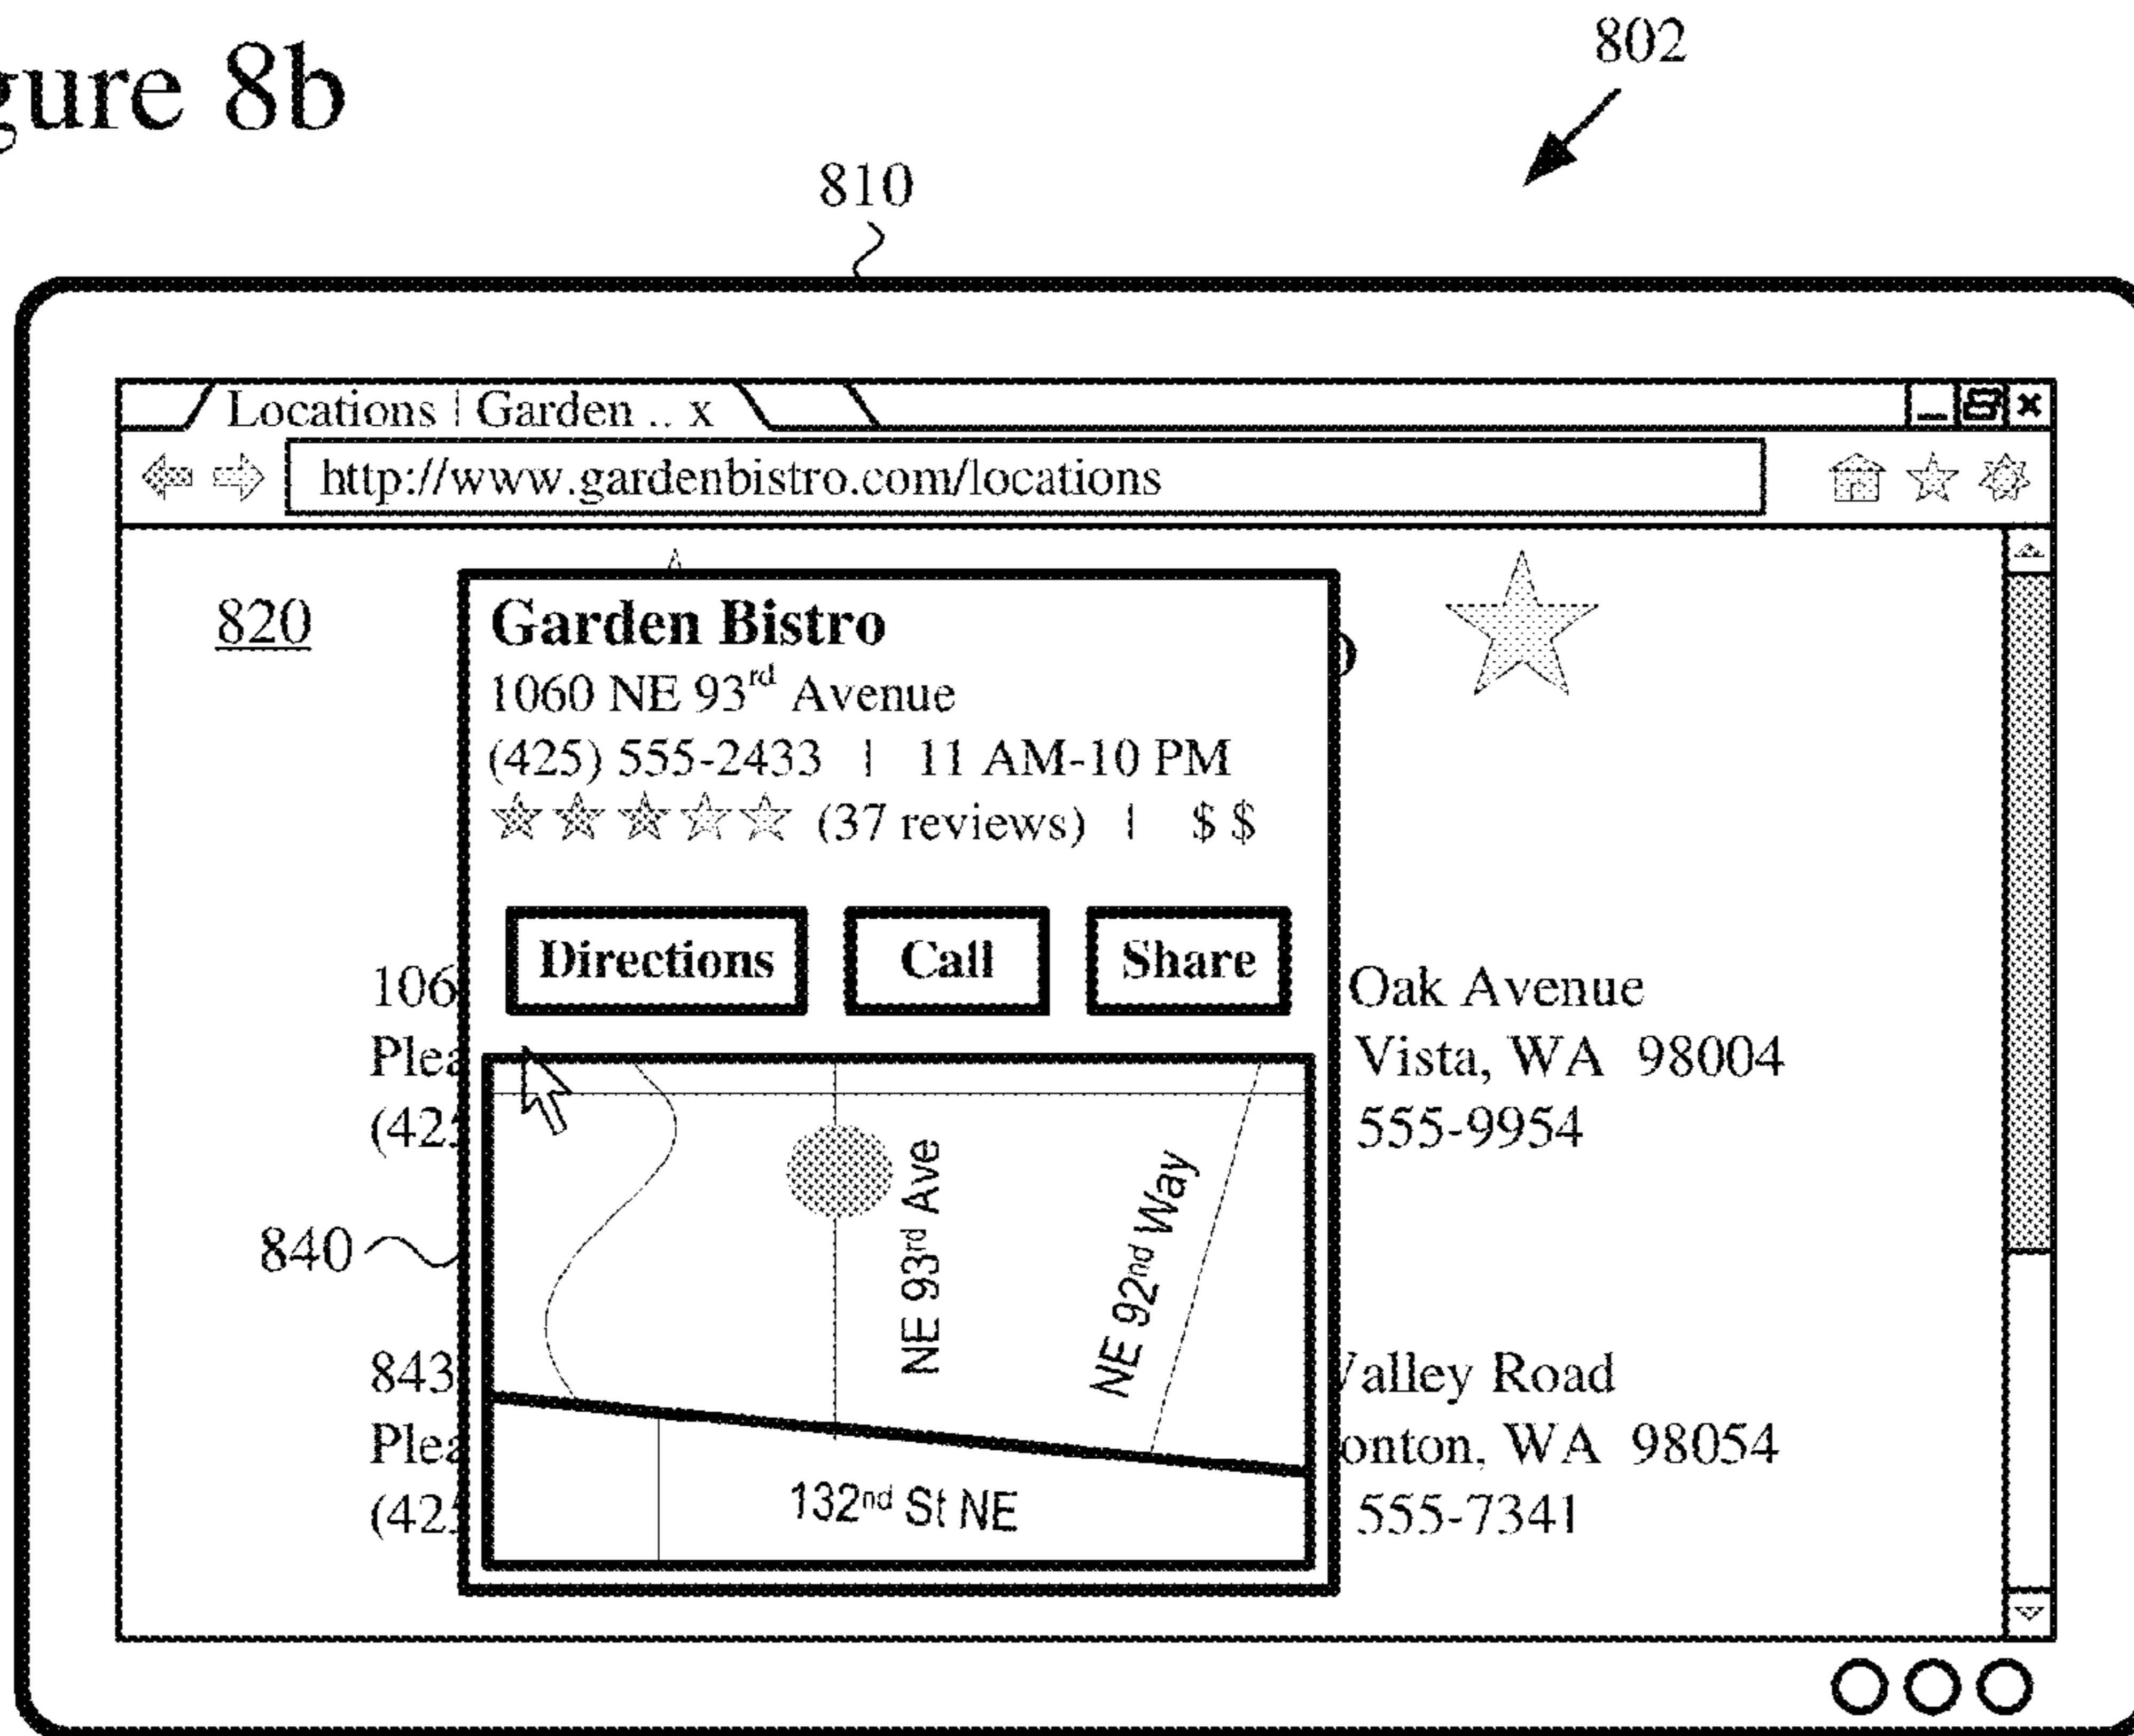 gure 8b
802
810
Locations | Garden .. x
http://www.gardenbistro.com/locations
820
Garden Bistro
1060 NE 93rd Avenue
(425) 555-2433 | 11 AM-10 PM
(37 reviews) | $ $
Directions Call Share
106 Oak Avenue
Plea Vista, WA 98004
(425 555-9954
NE 93rd Ave
NE 92nd Way
840
843 Valley Road
Plea onton, WA 98054
(425 555-7341
132nd St NE